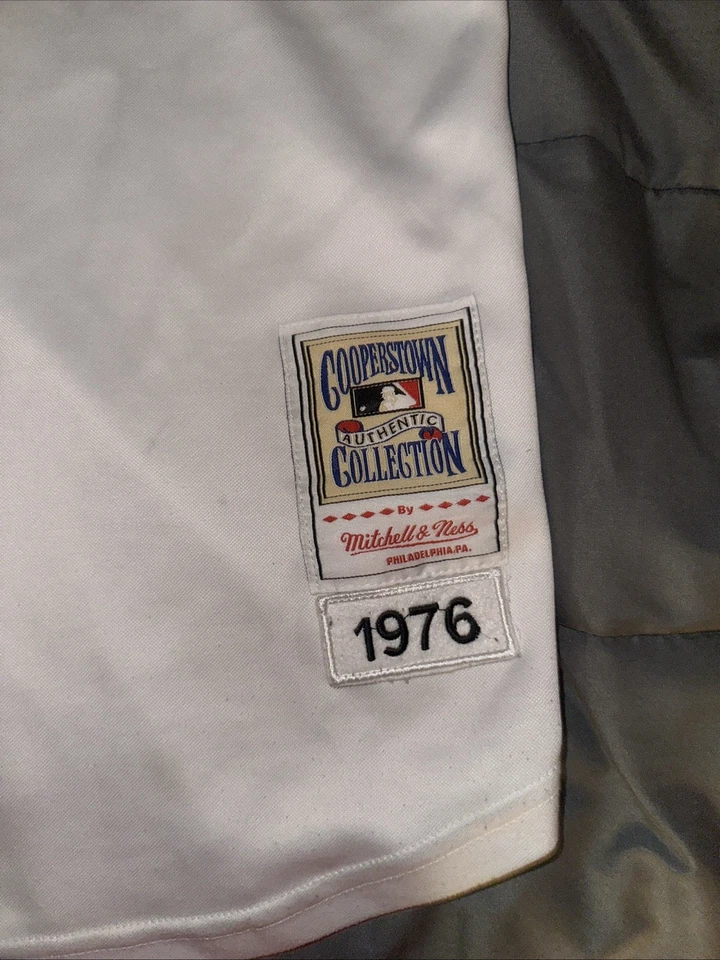 COOPERSTOWN
AUTHENTIC
COLLECTION
By
Mitchell & Ness
PHILADELPHIA.PA.
1976